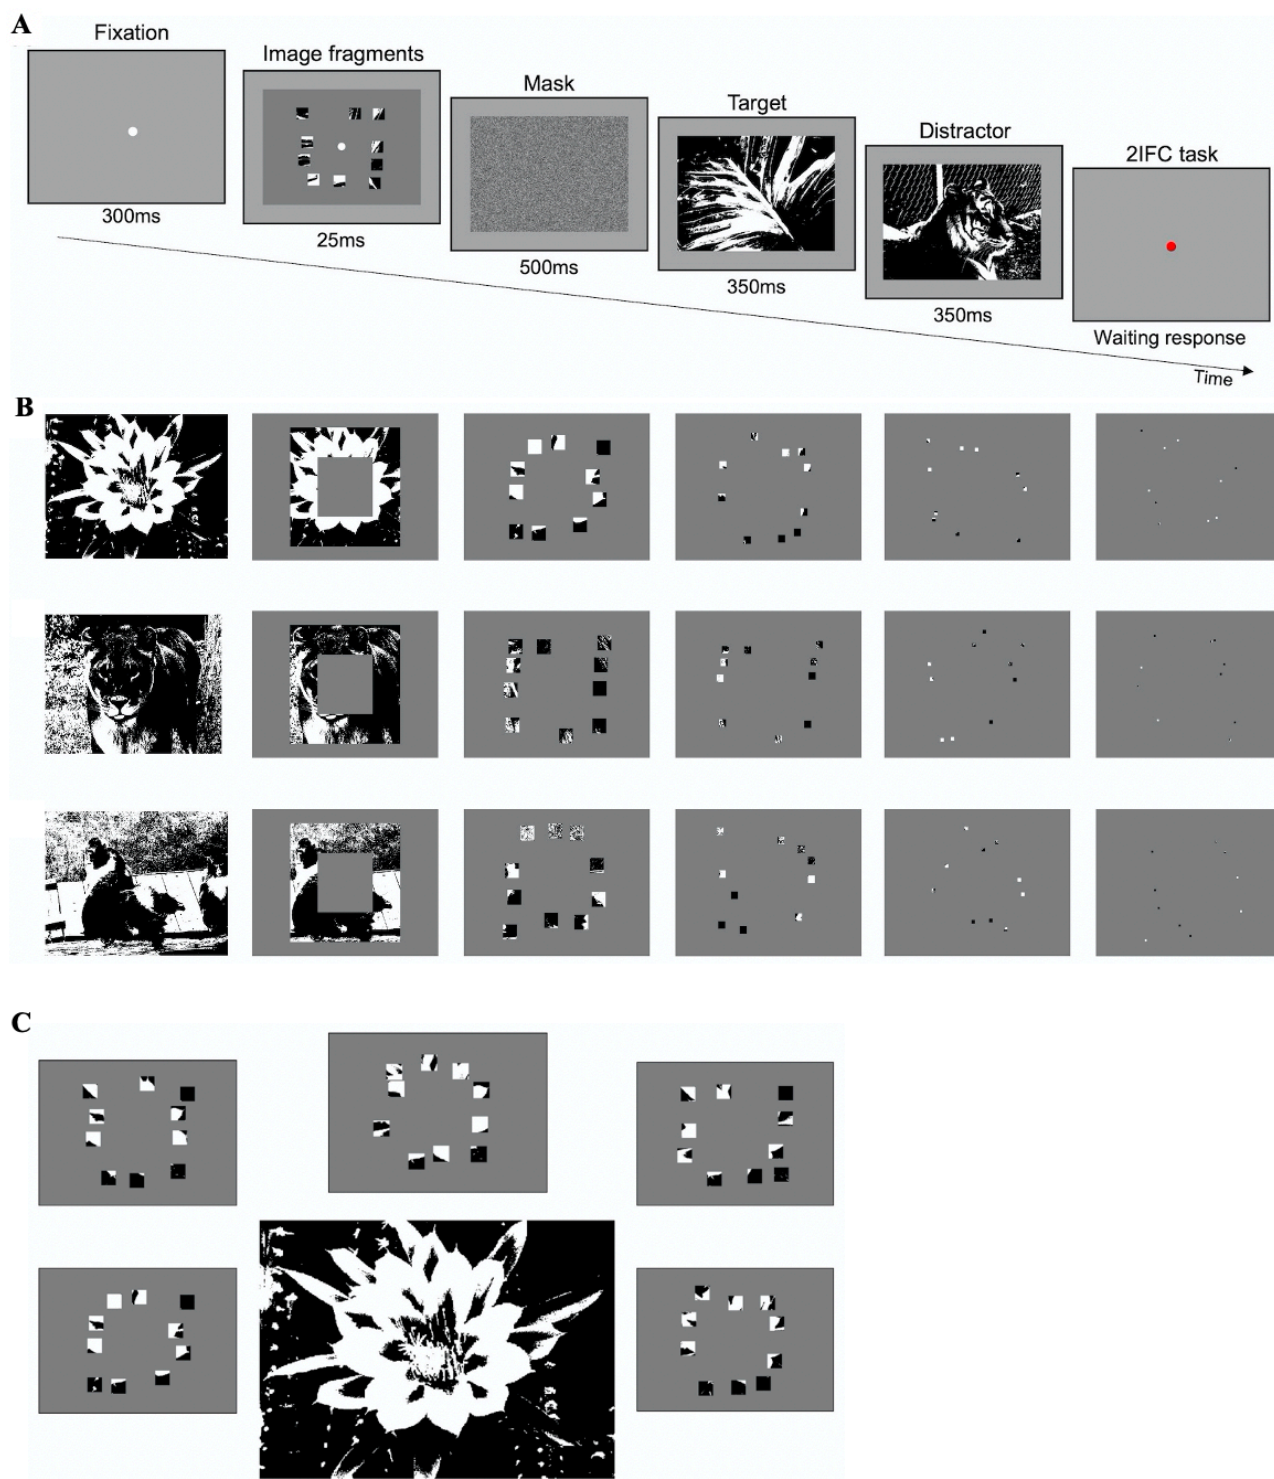 A
Fixation
Image fragments
Mask
Target
Distractor
2IFC task
300ms
25ms
500ms
350ms
350ms
Waiting response
Time
B
C